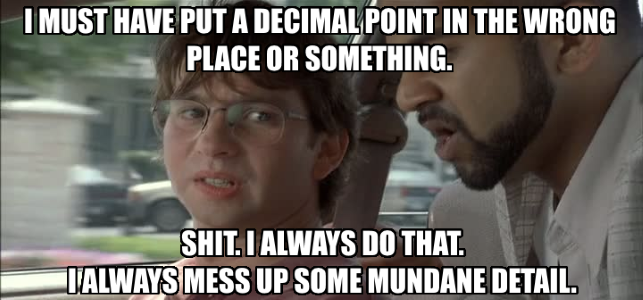 I MUST HAVE PUT A DECIMAL POINT IN THE WRONG
PLACE OR SOMETHING.
SHIT. I ALWAYS DO THAT.
I ALWAYS MESS UP SOME MUNDANE DETAIL.